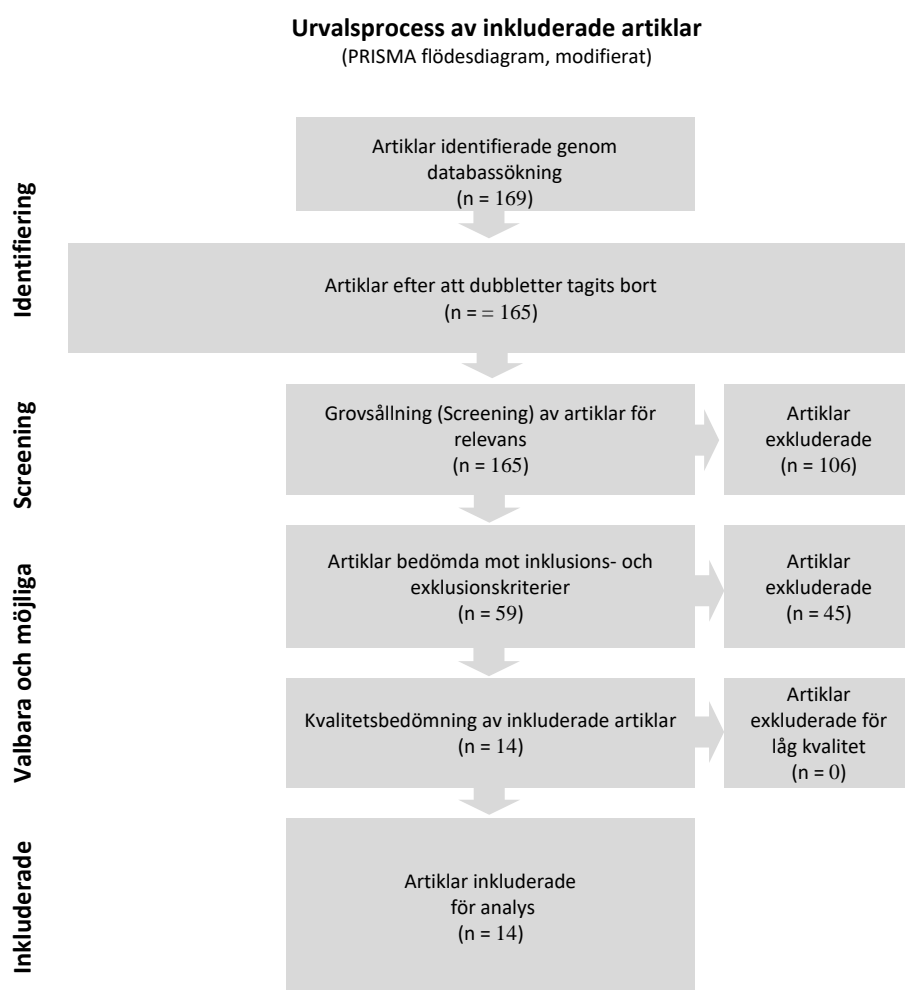 Urvalsprocess av inkluderade artiklar
(PRISMA flödesdiagram, modifierat)
Identifiering
Artiklar identifierade genom
databassökning
(n = 169)
Artiklar efter att dubbletter tagits bort
(n = = 165)
Screening
Grovsållning (Screening) av artiklar för
relevans
(n = 165)
Artiklar
exkluderade
(n = 106)
Valbara och möjliga
Artiklar bedömda mot inklusions- och
exklusionskriterier
(n = 59)
Artiklar
exkluderade
(n = 45)
Kvalitetsbedömning av inkluderade artiklar
(n = 14)
Artiklar
exkluderade för
låg kvalitet
(n = 0)
Inkluderade
Artiklar inkluderade
för analys
(n = 14)